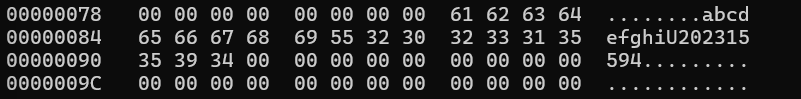 00000078 00 00 00 00 00 00 00 00 61 62 63 64 ........abcd
00000084 65 66 67 68 69 55 32 30 32 33 31 35 efghiU202315
00000090 35 39 34 00 00 00 00 00 00 00 00 00 594.........
0000009C 00 00 00 00 00 00 00 00 00 00 00 00 ............